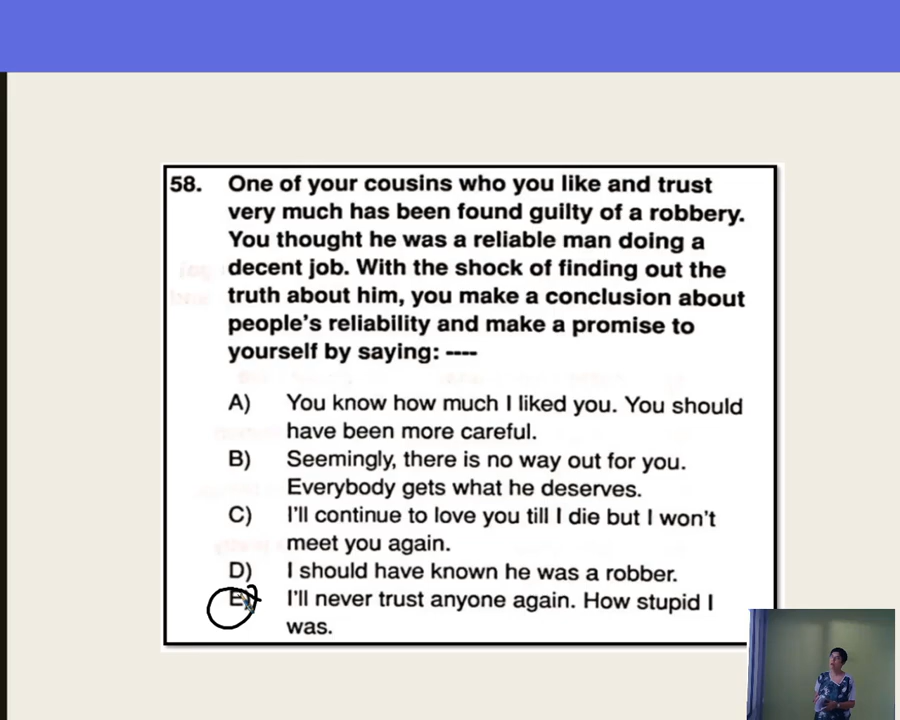 58. One of your cousins who you like and trust
very much has been found guilty of a robbery.
You thought he was a reliable man doing a
decent job. With the shock of finding out the
truth about him, you make a conclusion about
people's reliability and make a promise to
yourself by saying: ----
A) You know how much I liked you. You should
have been more careful.
B) Seemingly, there is no way out for you.
Everybody gets what he deserves.
C) I'll continue to love you till I die but I won't
meet you again.
D) I should have known he was a robber.
E) I'll never trust anyone again. How stupid I
was.